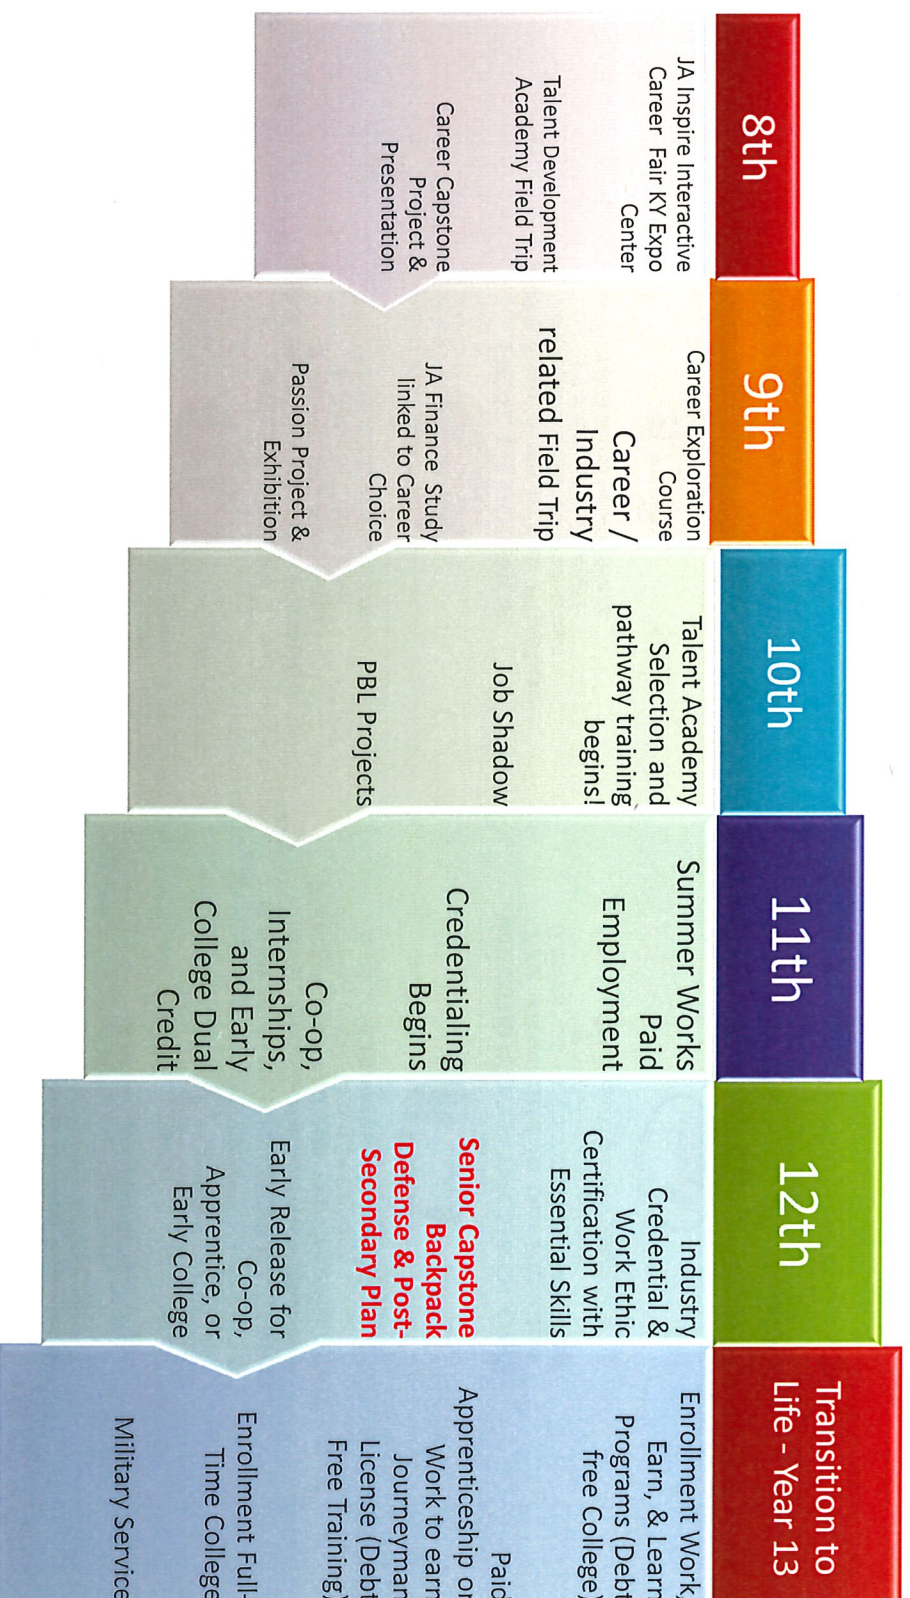 8th
JA Inspire Interactive
Career Fair KY Expo
Center
Talent Development
Academy Field Trip
Career Capstone
Project &
Presentation
9th
Career Exploration
Course
Career /
Industry
related Field Trip
JA Finance Study
linked to Career
Choice
Passion Project &
Exhibition
10th
Talent Academy
Selection and
pathway training
begins!
Job Shadow
PBL Projects
11th
Summer Works
Paid
Employment
Credentialing
Begins
Co-op,
Internships,
and Early
College Dual
Credit
12th
Industry
Credential &
Work Ethic
Certification with
Essential Skills
Senior Capstone
Backpack
Defense & Post-
Secondary Plan
Early Release for
Co-op,
Apprentice, or
Early College
Transition to
Life - Year 13
Enrollment Work,
Earn, & Learn
Programs (Debt
free College)
Paid
Apprenticeship or
Work to earn
Journeyman
License (Debt
Free Training)
Enrollment Full-
Time College
Military Service